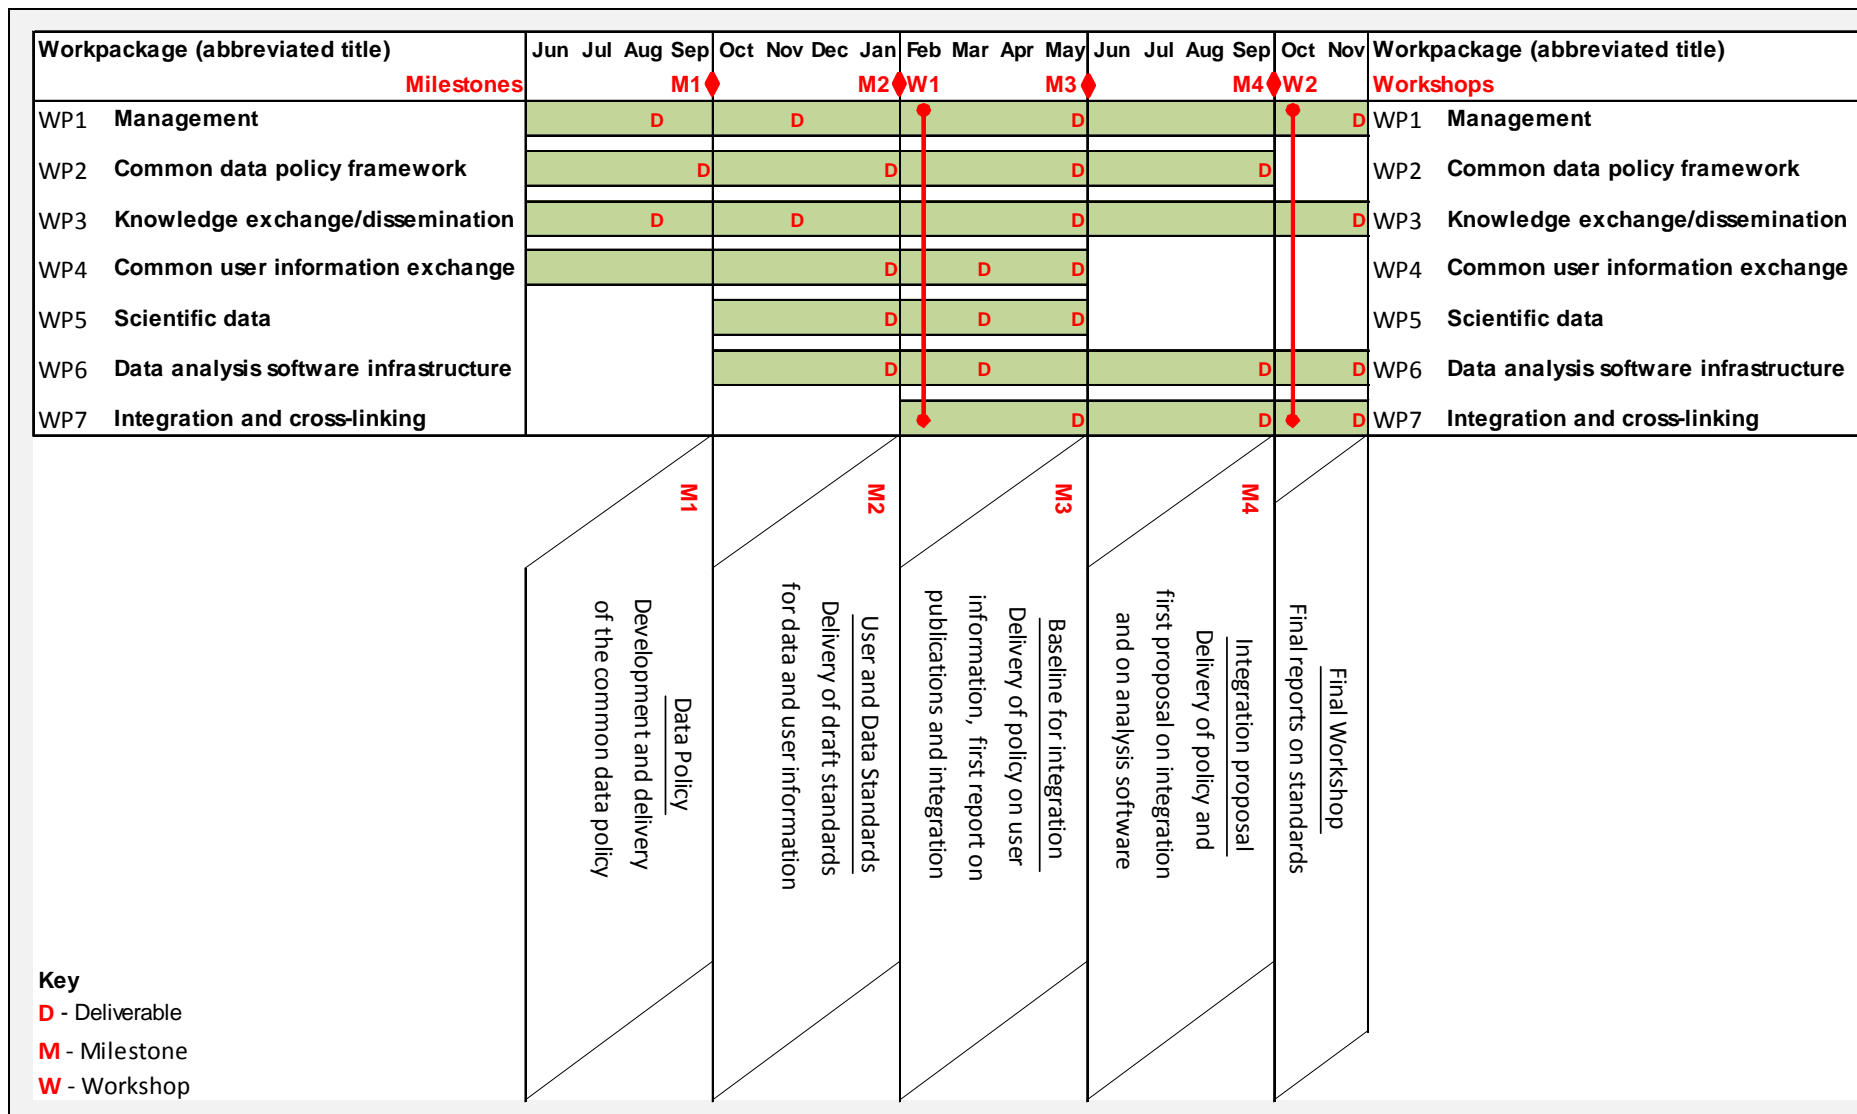 Workpackage (abbreviated title) Jun Jul Aug Sep Oct Nov Dec Jan Feb Mar Apr May Jun Jul Aug Sep Oct Nov Workpackage (abbreviated title)
Milestones M1 M2 W1 M3 M4 W2 Workshops
WP1 Management D D D D WP1 Management
WP2 Common data policy framework D D D D WP2 Common data policy framework
WP3 Knowledge exchange/dissemination D D D D WP3 Knowledge exchange/dissemination
WP4 Common user information exchange D D D WP4 Common user information exchange
WP5 Scientific data D D D WP5 Scientific data
WP6 Data analysis software infrastructure D D D D WP6 Data analysis software infrastructure
WP7 Integration and cross-linking D D D WP7 Integration and cross-linking
M1
Data Policy
Development and delivery
of the common data policy
M2
User and Data Standards
Delivery of draft standards
for data and user information
M3
Baseline for integration
Delivery of policy on user
information, first report on
publications and integration
M4
Integration proposal
Delivery of policy and
first proposal on integration
and on analysis software
Final Workshop
Final reports on standards
Key
D - Deliverable
M - Milestone
W - Workshop